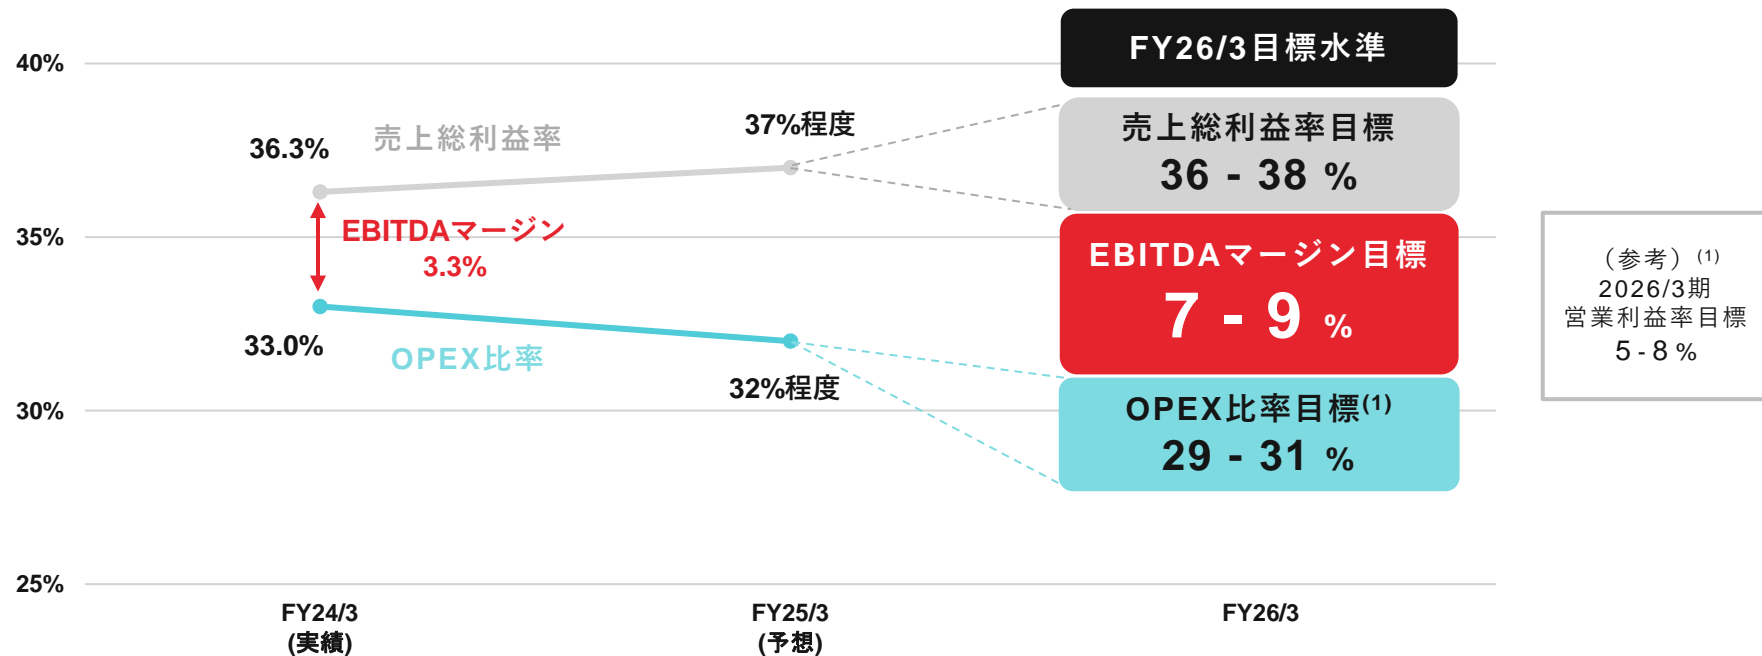 40%
35%
30%
25%
36.3%
売上総利益率
37%程度
EBITDAマージン
3.3%
33.0%
OPEX比率
32%程度
FY26/3目標水準
売上総利益率目標
36 - 38 %
EBITDAマージン目標
7 - 9 %
OPEX比率目標(1)
29 - 31 %
（参考）(1)
2026/3期
営業利益率目標
5 - 8 %
FY24/3
(実績)
FY25/3
(予想)
FY26/3